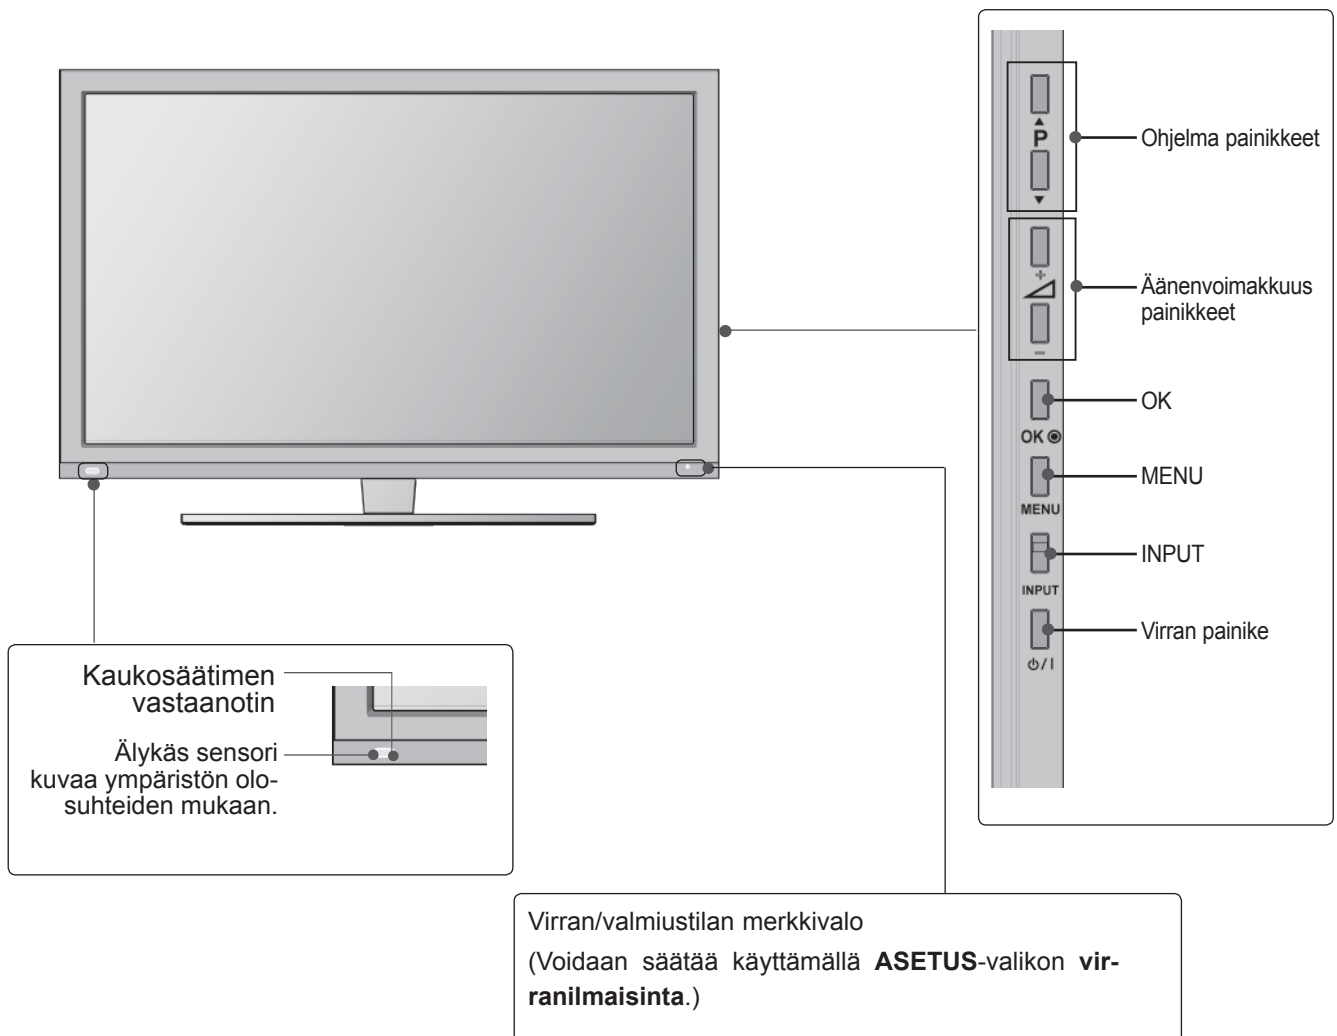 P
Ohjelma painikkeet
+
Äänenvoimakkuus
painikkeet
-
OK
OK
MENU
MENU
INPUT
INPUT
Virran painike
/ I
Kaukosäätimen
vastaanotin
Älykäs sensori
kuvaa ympäristön olo-
suhteiden mukaan.
Virran/valmiustilan merkkivalo
(Voidaan säätää käyttämällä ASETUS-valikon vir-
ranilmaisinta.)